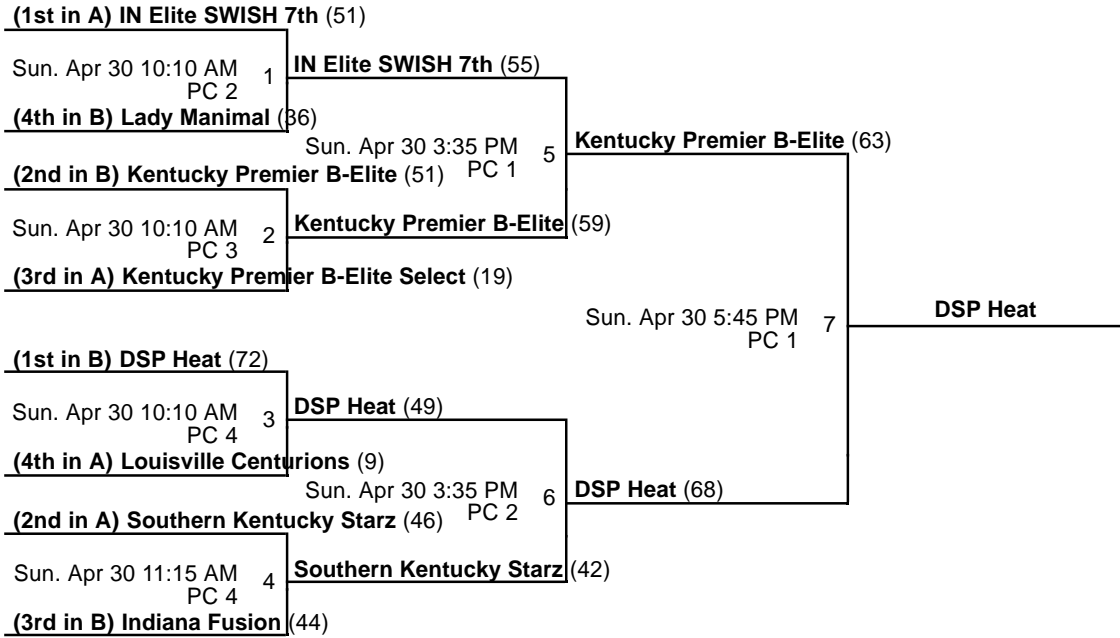 (1st in A) IN Elite SWISH 7th (51)
Sun. Apr 30 10:10 AM
PC 2
1
IN Elite SWISH 7th (55)
(4th in B) Lady Manimal (36)
Sun. Apr 30 3:35 PM
PC 1
5
Kentucky Premier B-Elite (63)
(2nd in B) Kentucky Premier B-Elite (51)
Sun. Apr 30 10:10 AM
PC 3
2
Kentucky Premier B-Elite (59)
(3rd in A) Kentucky Premier B-Elite Select (19)
Sun. Apr 30 5:45 PM
PC 1
7
DSP Heat
(1st in B) DSP Heat (72)
Sun. Apr 30 10:10 AM
PC 4
3
DSP Heat (49)
(4th in A) Louisville Centurions (9)
Sun. Apr 30 3:35 PM
PC 2
6
DSP Heat (68)
(2nd in A) Southern Kentucky Starz (46)
Sun. Apr 30 11:15 AM
PC 4
4
Southern Kentucky Starz (42)
(3rd in B) Indiana Fusion (44)